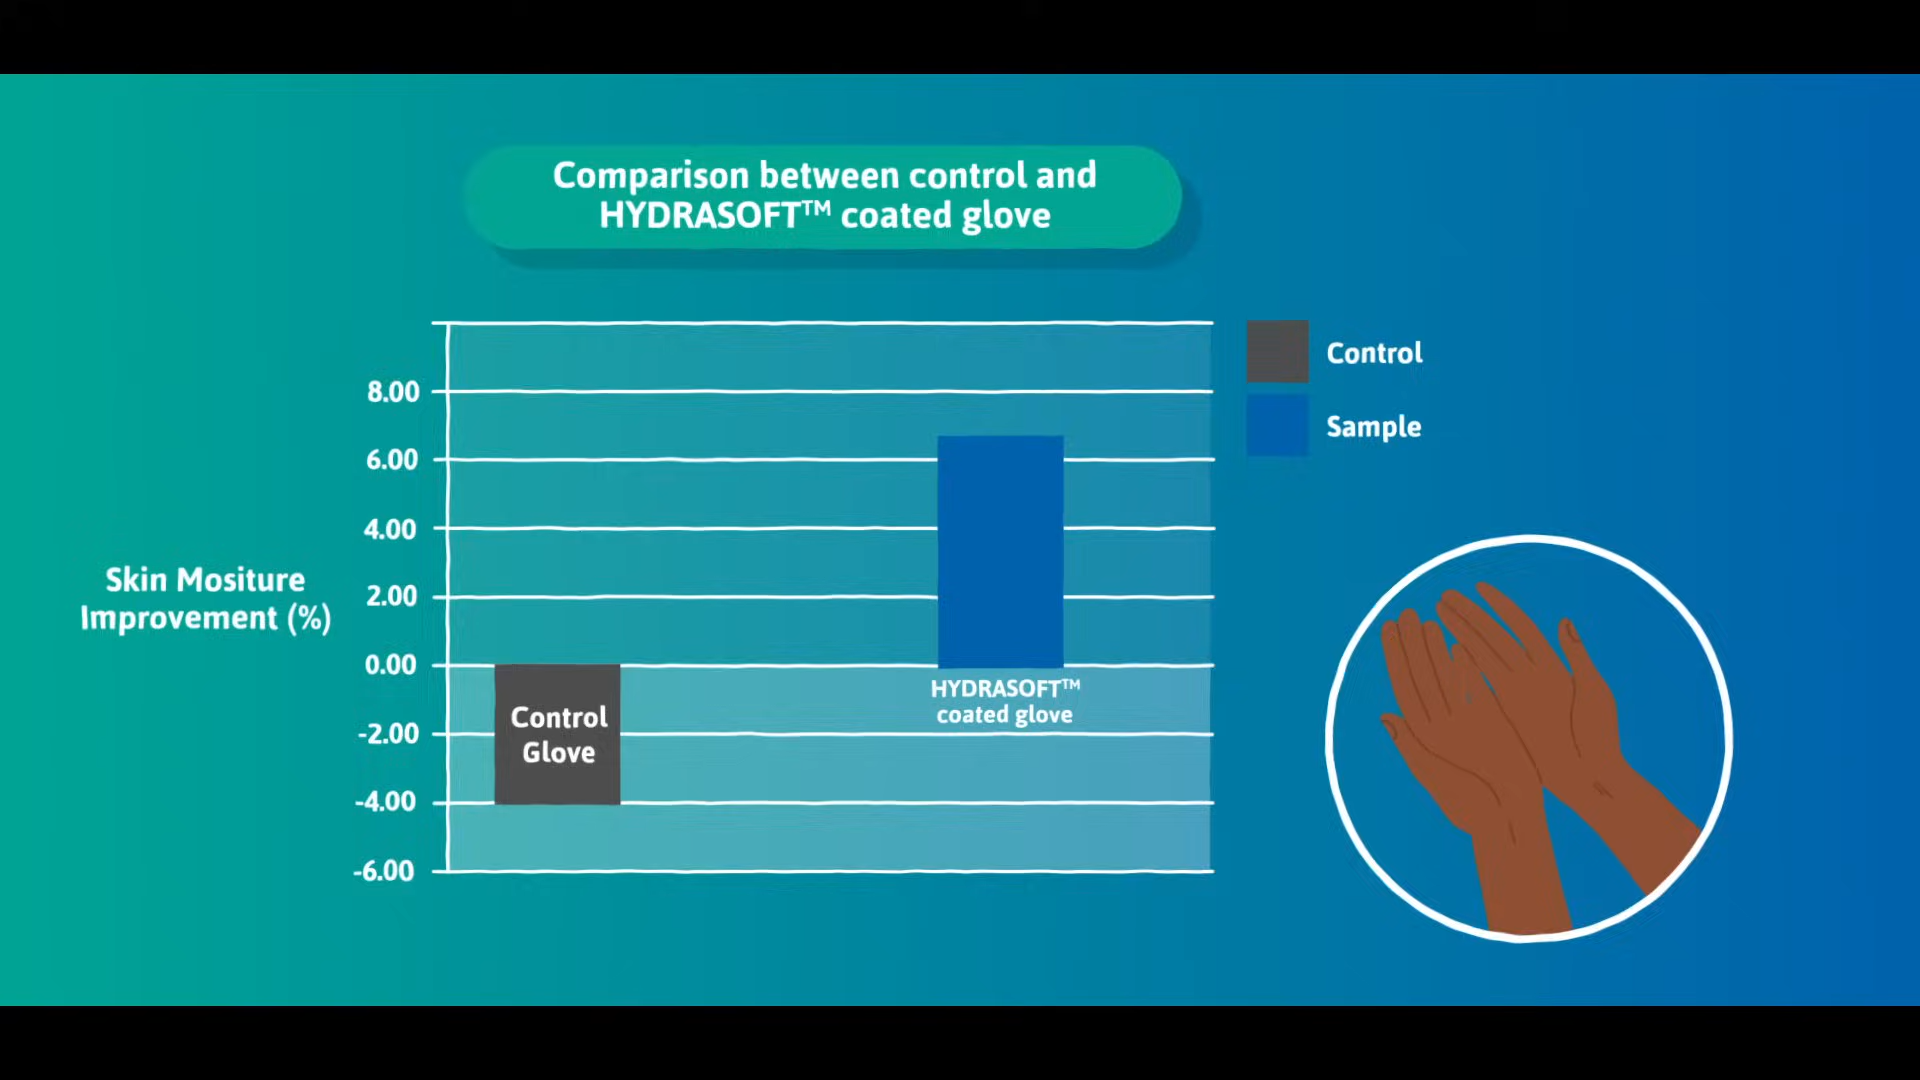 Comparison between control and
HYDRASOFT™ coated glove
Control
Sample
8.00
6.00
4.00
2.00
0.00
-2.00
-4.00
-6.00
Skin Mositure
Improvement (%)
Control
Glove
HYDRASOFT™
coated glove